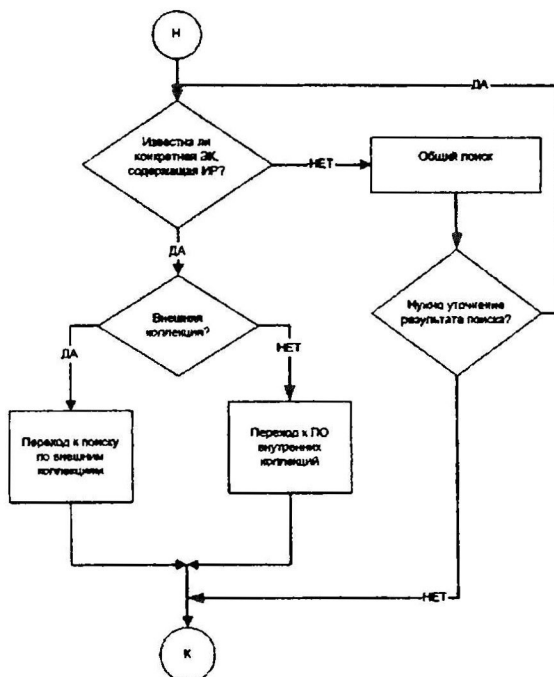 Н
ДА
Известна ли
конкретная ЭК,
содержащая ИР?
НЕТ
Общий поиск
ДА
Внешняя
коллекция?
Нужно уточнение
результата поиска?
ДА
НЕТ
Переход к поиску
по внешним
коллекциям
Переход к ПО
внутренних
коллекций
НЕТ
К